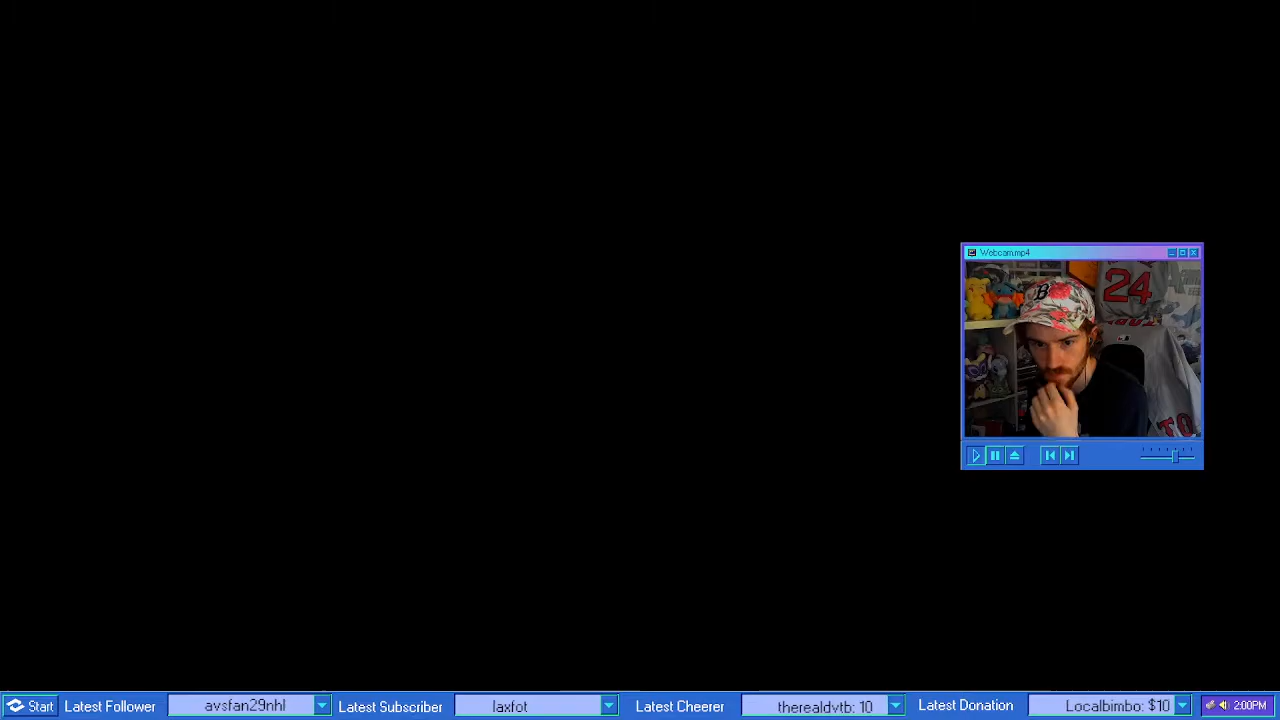 Webcam.mp4
B
24
Start Latest Follower avsfan29nhl Latest Subscriber laxfot Latest Cheerer therealdvtb: 10 Latest Donation Localbimbo: $10 2:00PM